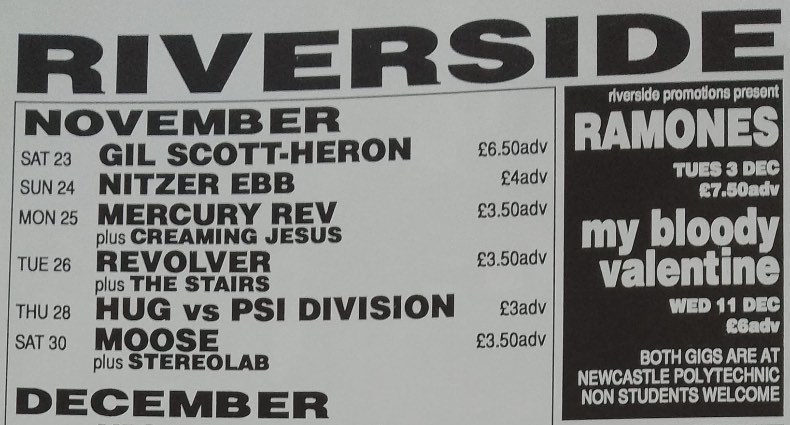 RIVERSIDE
NOVEMBER
SAT 23 GIL SCOTT-HERON £6.50adv
SUN 24 NITZER EBB £4adv
MON 25 MERCURY REV £3.50adv
plus CREAMING JESUS
TUE 26 REVOLVER £3.50adv
plus THE STAIRS
THU 28 HUG vs PSI DIVISION £3adv
SAT 30 MOOSE £3.50adv
plus STEREOLAB
DECEMBER
riverside promotions present
RAMONES
TUES 3 DEC
£7.50adv
my bloody
valentine
WED 11 DEC
£6adv
BOTH GIGS ARE AT
NEWCASTLE POLYTECHNIC
NON STUDENTS WELCOME